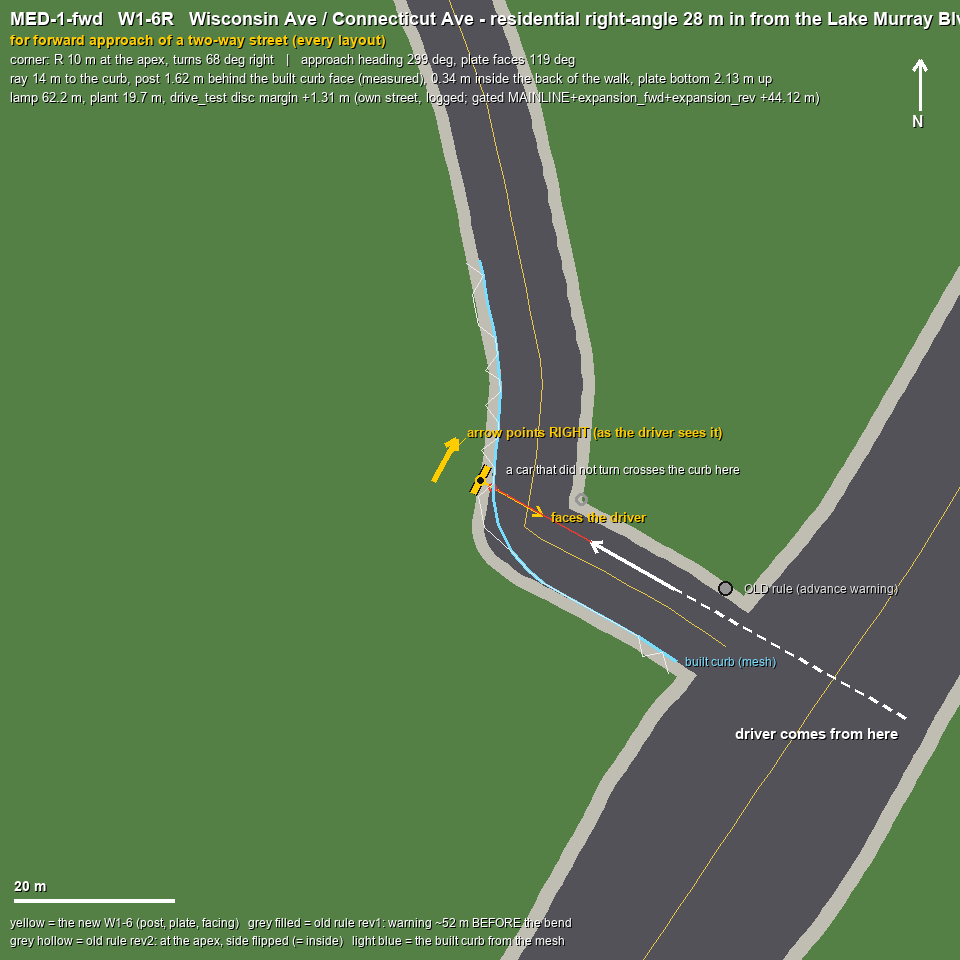 MED-1-fwd W1-6R Wisconsin Ave / Connecticut Ave - residential right-angle 28 m in from the Lake Murray
for forward approach of a two-way street (every layout)
corner: R 10 m at the apex, turns 68 deg right | approach heading 299 deg, plate faces 119 deg
ray 14 m to the curb, post 1.62 m behind the built curb face (measured), 0.34 m inside the back of the walk, plate bottom 2.13 m up
lamp 62.2 m, plant 19.7 m, drive_test disc margin +1.31 m (own street, logged; gated MAINLINE+expansion_fwd+expansion_rev +44.12 m)
N
arrow points RIGHT (as the driver sees it)
a car that did not turn crosses the curb here
faces the driver
OLD rule (advance warning)
built curb (mesh)
driver comes from here
20 m
yellow = the new W1-6 (post, plate, facing) grey filled = old rule rev1: warning ~52 m BEFORE the bend
grey hollow = old rule rev2: at the apex, side flipped (= inside) light blue = the built curb from the mesh